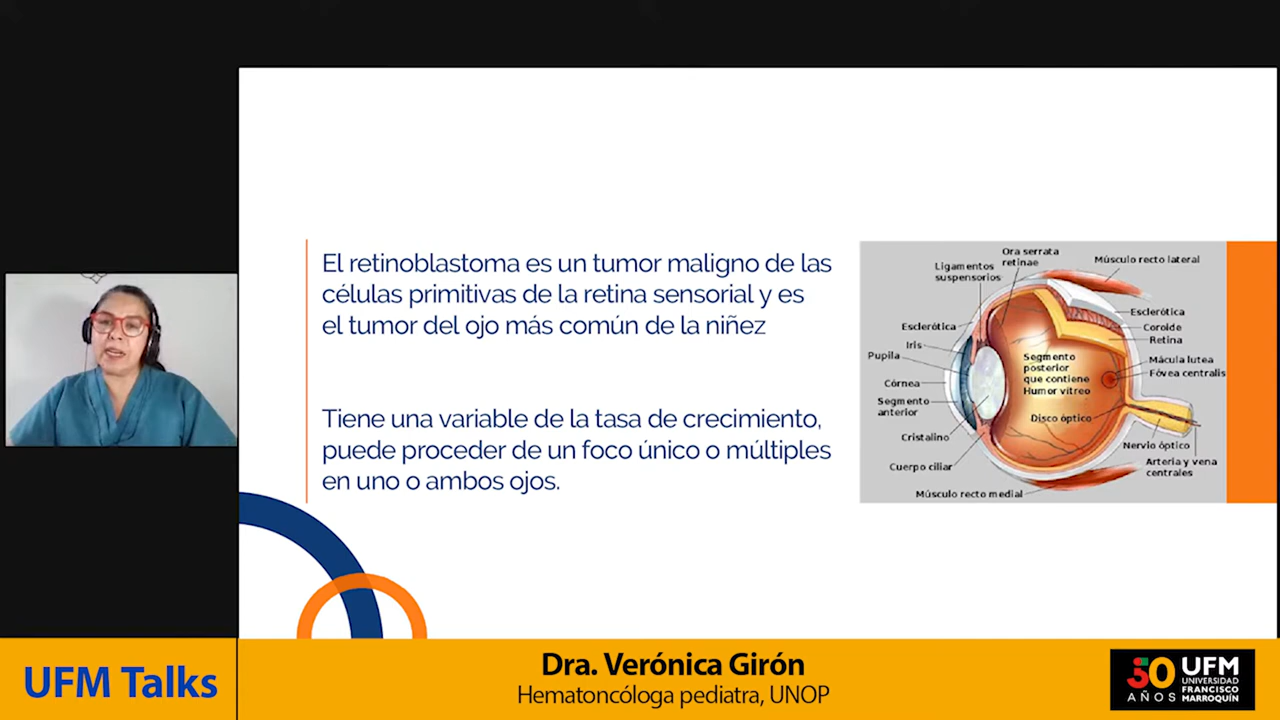 El retinoblastoma es un tumor maligno de las
células primitivas de la retina sensorial y es
el tumor del ojo más común de la niñez
Tiene una variable de la tasa de crecimiento,
puede proceder de un foco único o múltiples
en uno o ambos ojos.
Ora serrata
retinae
Ligamentos
suspensorios
Músculo recto lateral
Esclerótica
Iris
Pupila
Córnea
Segmento
anterior
Cristalino
Cuerpo ciliar
Músculo recto medial
Segmento
posterior
que contiene
Humor vítreo
Disco óptico
Esclerótica
Coroide
Retina
Mácula lutea
Fóvea centralis
Nervio óptico
Arteria y vena
centrales
UFM Talks
Dra. Verónica Girón
Hematoncóloga pediatra, UNOP
50
AÑOS
UFM
UNIVERSIDAD
FRANCISCO
MARROQUÍN